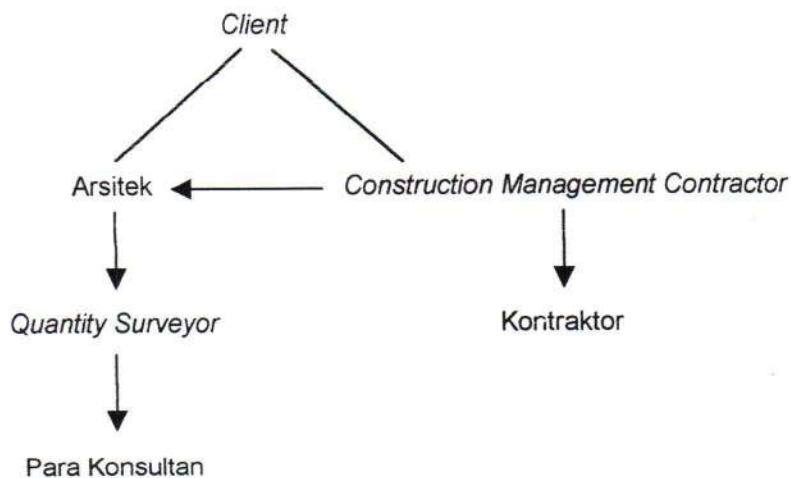 Client
Arsitek
Construction Management Contractor
Quantity Surveyor
Kontraktor
Para Konsultan